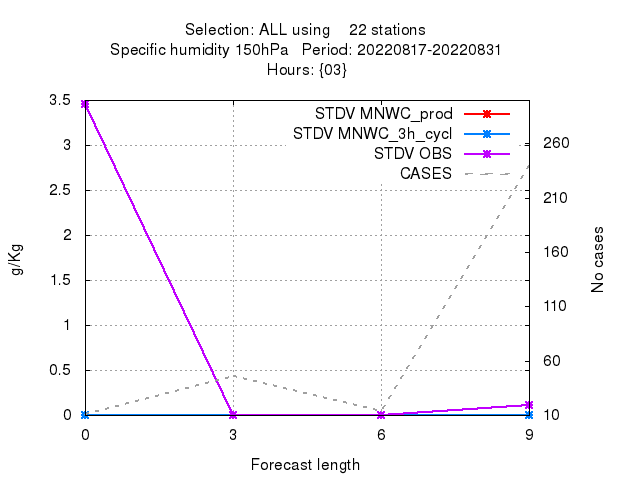 Selection: ALL using 22 stations
Specific humidity 150hPa Period: 20220817-20220831
Hours: {03}
STDV MNWC_prod
STDV MNWC_3h_cycl
STDV OBS
CASES
3.5
3
2.5
2
1.5
1
0.5
0
g/Kg
260
210
160
110
60
10
No cases
0 3 6 9
Forecast length